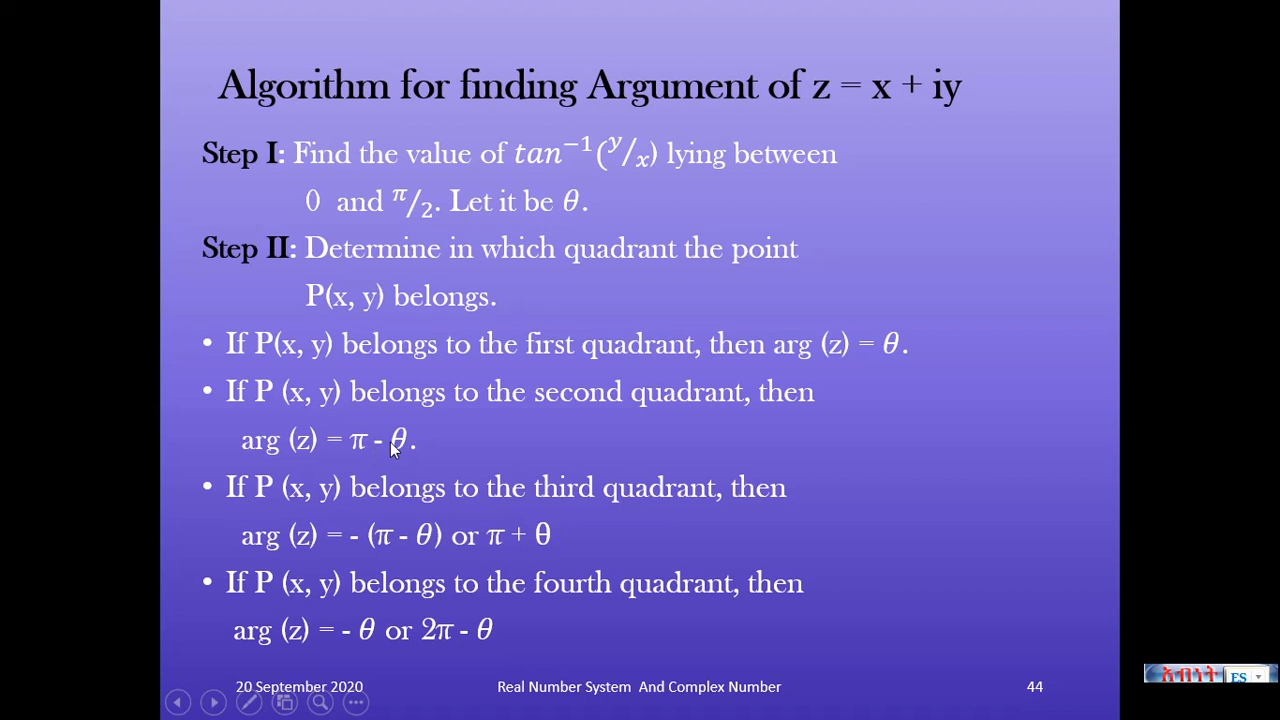 Algorithm for finding Argument of z = x + iy
Step I: Find the value of tan⁻¹(y/x) lying between
0 and π/2. Let it be θ.
Step II: Determine in which quadrant the point
P(x, y) belongs.
• If P(x, y) belongs to the first quadrant, then arg (z) = θ.
• If P (x, y) belongs to the second quadrant, then
arg (z) = π - θ.
• If P (x, y) belongs to the third quadrant, then
arg (z) = - (π - θ) or π + θ
• If P (x, y) belongs to the fourth quadrant, then
arg (z) = - θ or 2π - θ
20 September 2020 Real Number System And Complex Number 44
አብነት ES